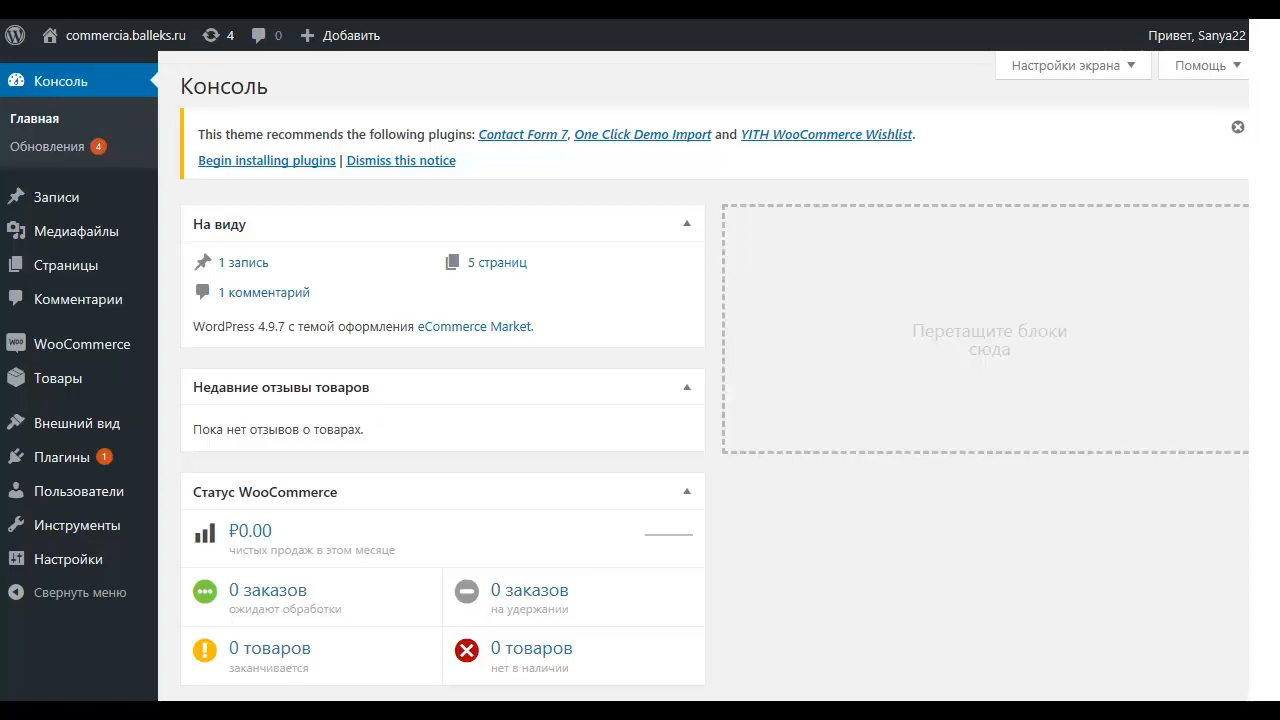 commercia.balleks.ru 4 0 Добавить Привет, Sanya22
Консоль
Главная
Обновления 4
Записи
Медиафайлы
Страницы
Комментарии
WooCommerce
Товары
Внешний вид
Плагины 1
Пользователи
Инструменты
Настройки
Свернуть меню
Настройки экрана Помощь
Консоль
This theme recommends the following plugins: Contact Form 7, One Click Demo Import and YITH WooCommerce Wishlist.
Begin installing plugins | Dismiss this notice
На виду
1 запись 5 страниц
1 комментарий
WordPress 4.9.7 с темой оформления eCommerce Market.
Недавние отзывы товаров
Пока нет отзывов о товарах.
Статус WooCommerce
₽0.00
чистых продаж в этом месяце
0 заказов
ожидают обработки
0 заказов
на удержании
0 товаров
заканчивается
0 товаров
нет в наличии
Перетащите блоки
сюда